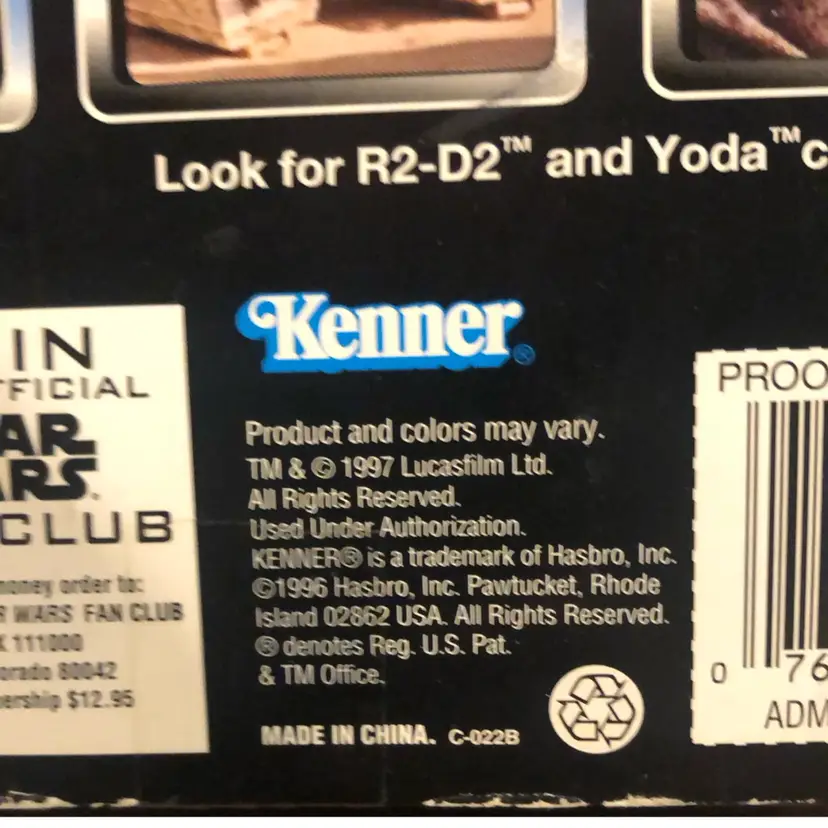 Look for R2-D2™ and Yoda™ c
IN
FICIAL
AR
ARS.
CLUB
money order to:
R WARS FAN CLUB
K 111000
orado 80042
ership $12.95
Kenner®
Product and colors may vary.
TM & © 1997 Lucasfilm Ltd.
All Rights Reserved.
Used Under Authorization.
KENNER® is a trademark of Hasbro, Inc.
©1996 Hasbro, Inc. Pawtucket, Rhode
Island 02862 USA. All Rights Reserved.
® denotes Reg. U.S. Pat.
& TM Office.
MADE IN CHINA. C-022B
PROO
0 76
ADM